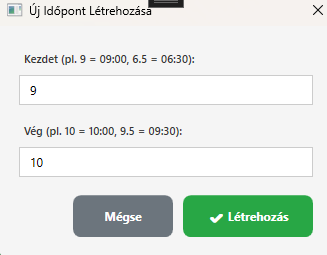 Új Időpont Létrehozása
Kezdet (pl. 9 = 09:00, 6.5 = 06:30):
9
Vég (pl. 10 = 10:00, 9.5 = 09:30):
10
Mégse
Létrehozás